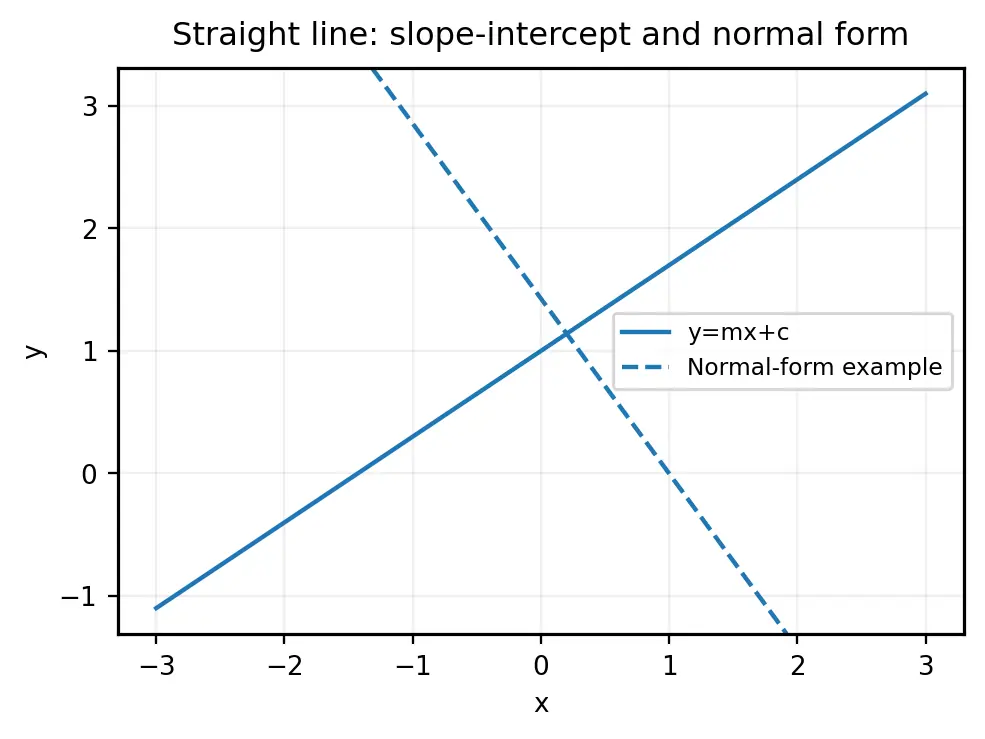 Straight line: slope-intercept and normal form
3
2
1
0
−1
y
y=mx+c
Normal-form example
−3 −2 −1 0 1 2 3
x